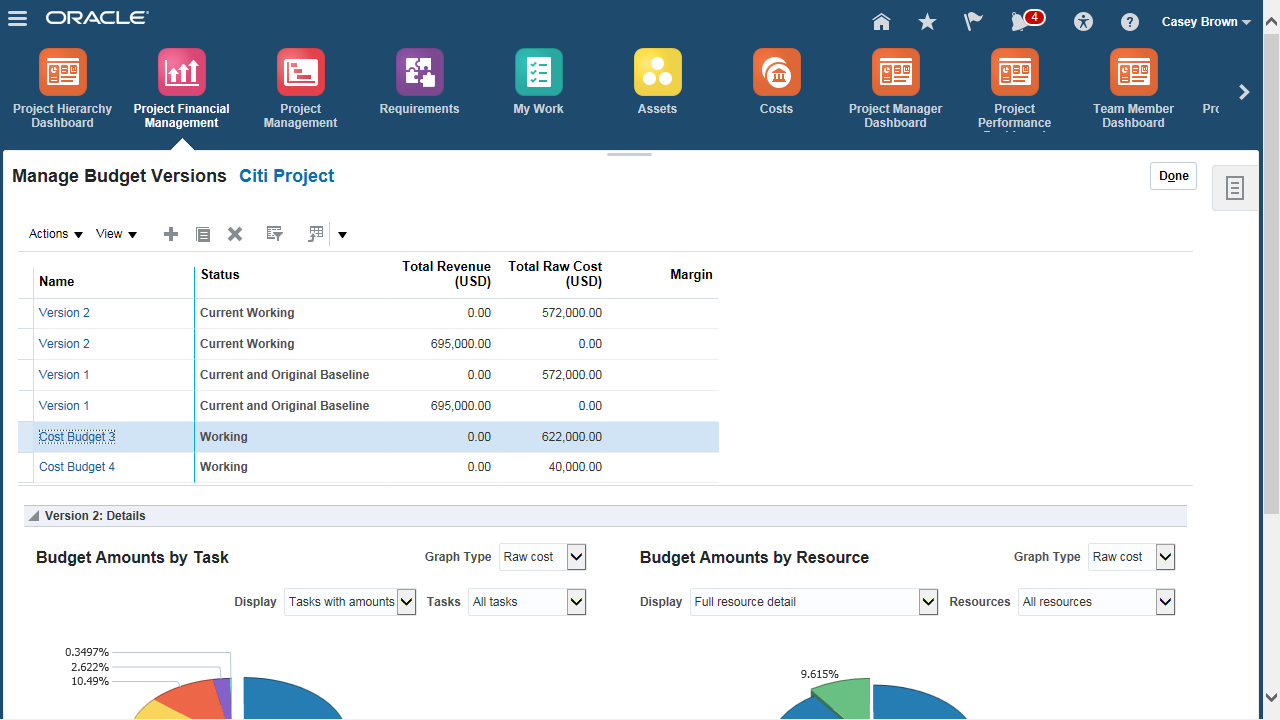 ORACLE
4
Casey Brown
Project Hierarchy
Dashboard
Project Financial
Management
Project
Management
Requirements
My Work
Assets
Costs
Project Manager
Dashboard
Project
Performance
Team Member
Dashboard
Manage Budget Versions Citi Project
Done
Actions View
Name Status Total Revenue (USD) Total Raw Cost (USD) Margin
Version 2 Current Working 0.00 572,000.00
Version 2 Current Working 695,000.00 0.00
Version 1 Current and Original Baseline 0.00 572,000.00
Version 1 Current and Original Baseline 695,000.00 0.00
Cost Budget 3 Working 0.00 622,000.00
Cost Budget 4 Working 0.00 40,000.00
Version 2: Details
Budget Amounts by Task Graph Type Raw cost
Display Tasks with amounts Tasks All tasks
0.3497%
2.622%
10.49%
Budget Amounts by Resource Graph Type Raw cost
Display Full resource detail Resources All resources
9.615%